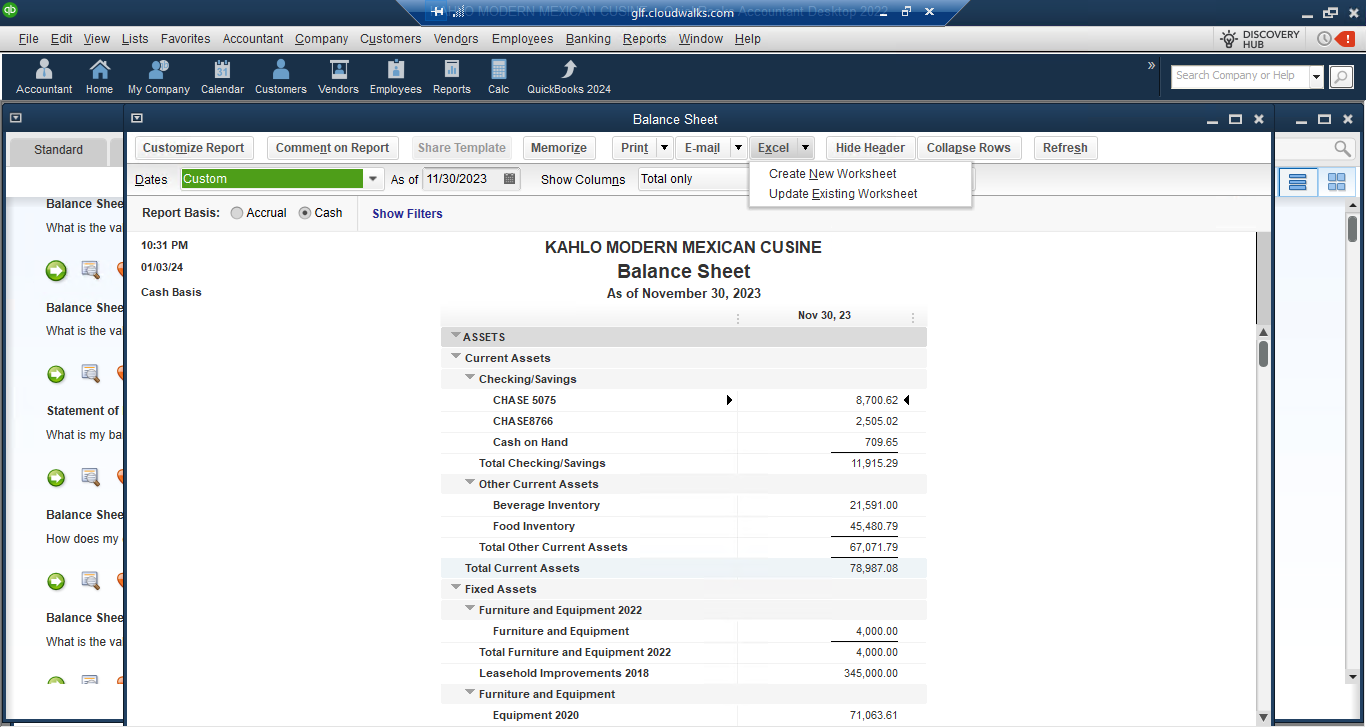 glf.cloudwalks.com
File Edit View Lists Favorites Accountant Company Customers Vendors Employees Banking Reports Window Help
DISCOVERY
HUB
Accountant Home My Company Calendar Customers Vendors Employees Reports Calc QuickBooks 2024
31
Search Company or Help
Balance Sheet
Standard
Customize Report Comment on Report Share Template Memorize Print E-mail Excel Hide Header Collapse Rows Refresh
Create New Worksheet
Update Existing Worksheet
Dates Custom As of 11/30/2023 Show Columns Total only
Report Basis: Accrual Cash Show Filters
Balance Shee
What is the va
Balance Shee
What is the va
Statement of
What is my ba
Balance Shee
How does my
Balance Shee
What is the va
10:31 PM
01/03/24
Cash Basis
KAHLO MODERN MEXICAN CUSINE
Balance Sheet
As of November 30, 2023
Nov 30, 23
ASSETS
Current Assets
Checking/Savings
CHASE 5075 8,700.62
CHASE8766 2,505.02
Cash on Hand 709.65
Total Checking/Savings 11,915.29
Other Current Assets
Beverage Inventory 21,591.00
Food Inventory 45,480.79
Total Other Current Assets 67,071.79
Total Current Assets 78,987.08
Fixed Assets
Furniture and Equipment 2022
Furniture and Equipment 4,000.00
Total Furniture and Equipment 2022 4,000.00
Leasehold Improvements 2018 345,000.00
Furniture and Equipment
Equipment 2020 71,063.61